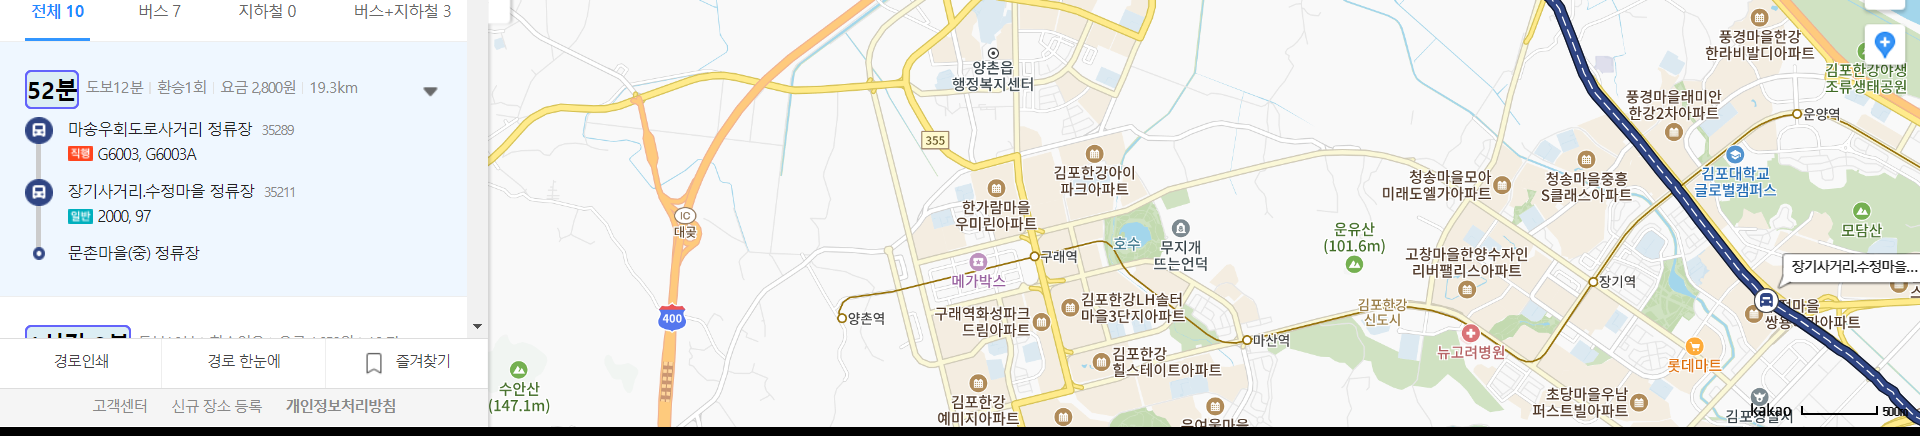 전체 10
버스 7
지하철 0
버스+지하철 3
52분
도보12분
환승1회
요금 2,800원
19.3km
마송우회도로사거리 정류장 35289
직행 G6003, G6003A
장기사거리.수정마을 정류장 35211
일반 2000, 97
문촌마을(중) 정류장
경로인쇄
경로 한눈에
즐겨찾기
고객센터
신규 장소 등록
개인정보처리방침
양촌읍
행정복지센터
355
김포한강아이
파크아파트
한가람마을
우미린아파트
IC
대곶
400
호수
무지개
뜨는언덕
구래역
메가박스
양촌역
구래역화성파크
드림아파트
김포한강LH솔터
마을3단지아파트
마산역
김포한강
힐스테이트아파트
김포한강
예미지아파트
수안산
(147.1m)
운유산
(101.6m)
청송마을모아
미래도엘가아파트
청송마을중흥
S클래스아파트
고창마을한양수자인
리버팰리스아파트
김포한강
신도시
뉴고려병원
장기역
초당마을우남
퍼스트빌아파트
롯데마트
풍경마을한강
한라비발디아파트
김포한강야생
조류생태공원
풍경마을래미안
한강2차아파트
운양역
김포대학교
글로벌캠퍼스
모담산
장기사거리.수정마을...
kakao
500m